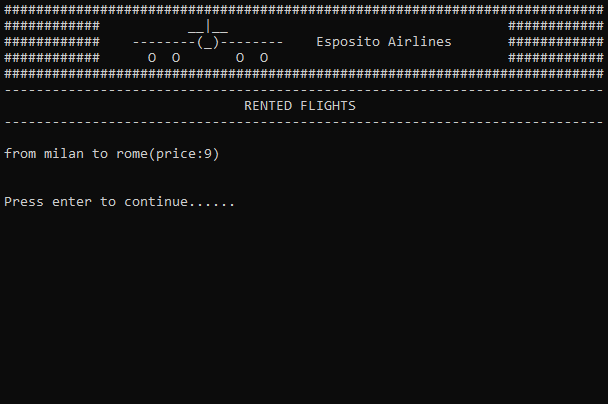 ###########################################################################
############           __|__                                   ############
############    --------(_)--------    Esposito Airlines       ############
############      O  O       O  O                              ############
###########################################################################
---------------------------------------------------------------------------
                              RENTED FLIGHTS
---------------------------------------------------------------------------
from milan to rome(price:9)
Press enter to continue......